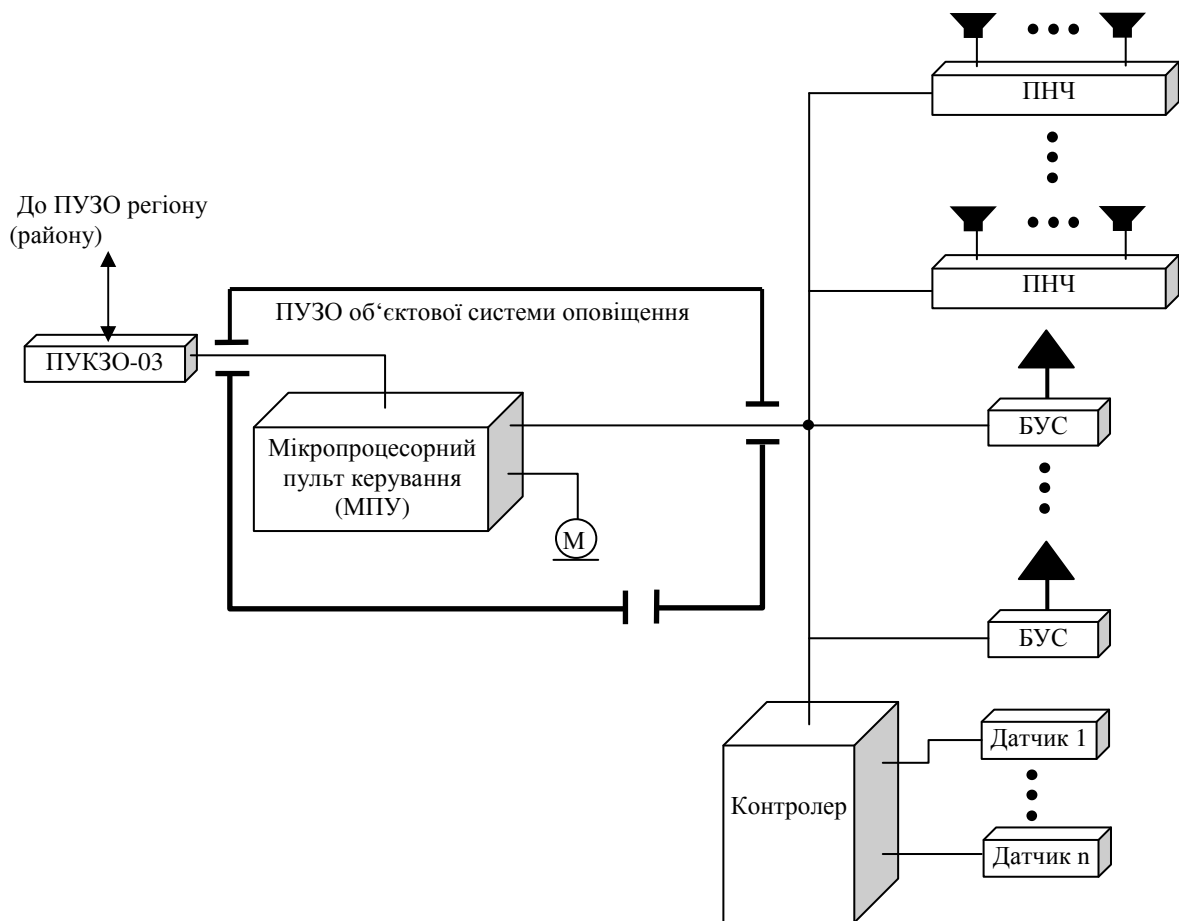 ПНЧ
До ПУЗО регіону
(району)
ПНЧ
ПУЗО об‘єктової системи оповіщення
ПУКЗО-03
БУС
Мікропроцесорний
пульт керування
(МПУ)
М
БУС
Датчик 1
Контролер
Датчик n